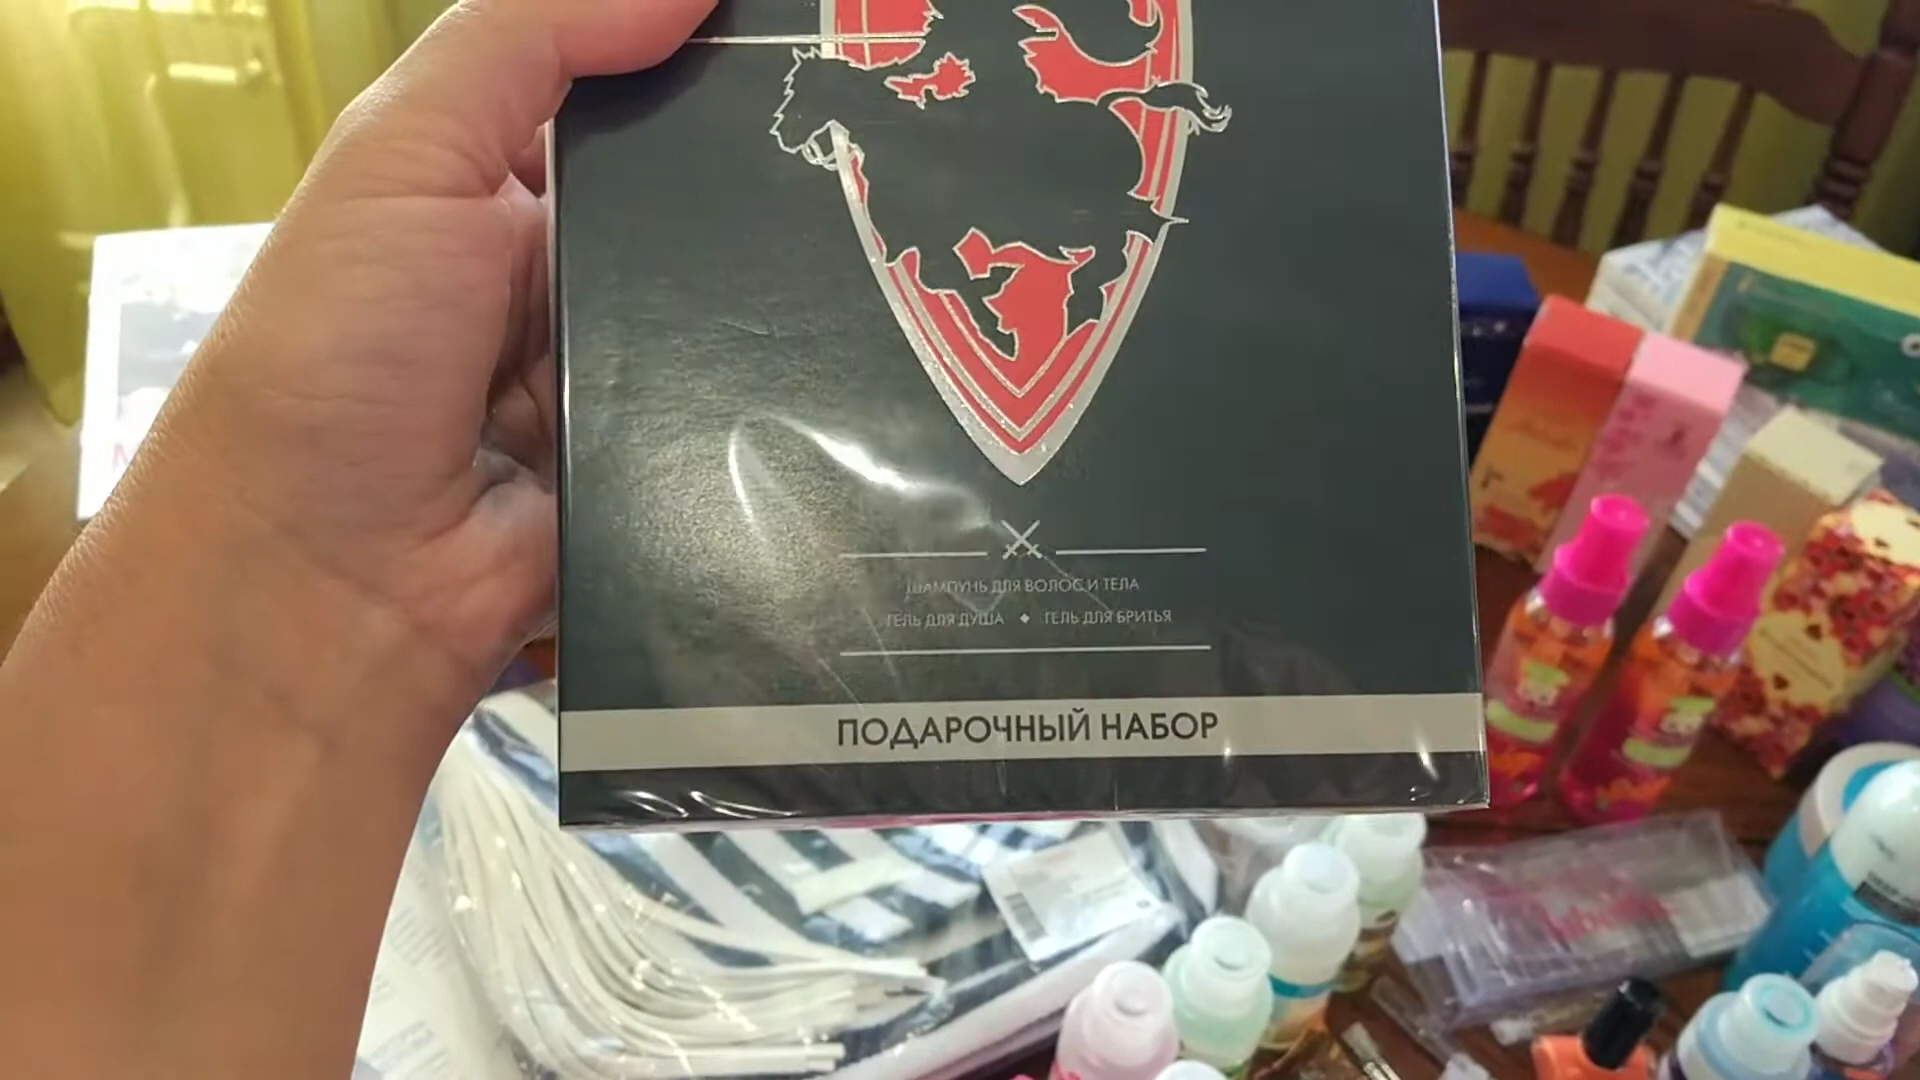 ШАМПУНЬ ДЛЯ ВОЛОС И ТЕЛА
ГЕЛЬ ДЛЯ ДУША ◆ ГЕЛЬ ДЛЯ БРИТЬЯ
ПОДАРОЧНЫЙ НАБОР